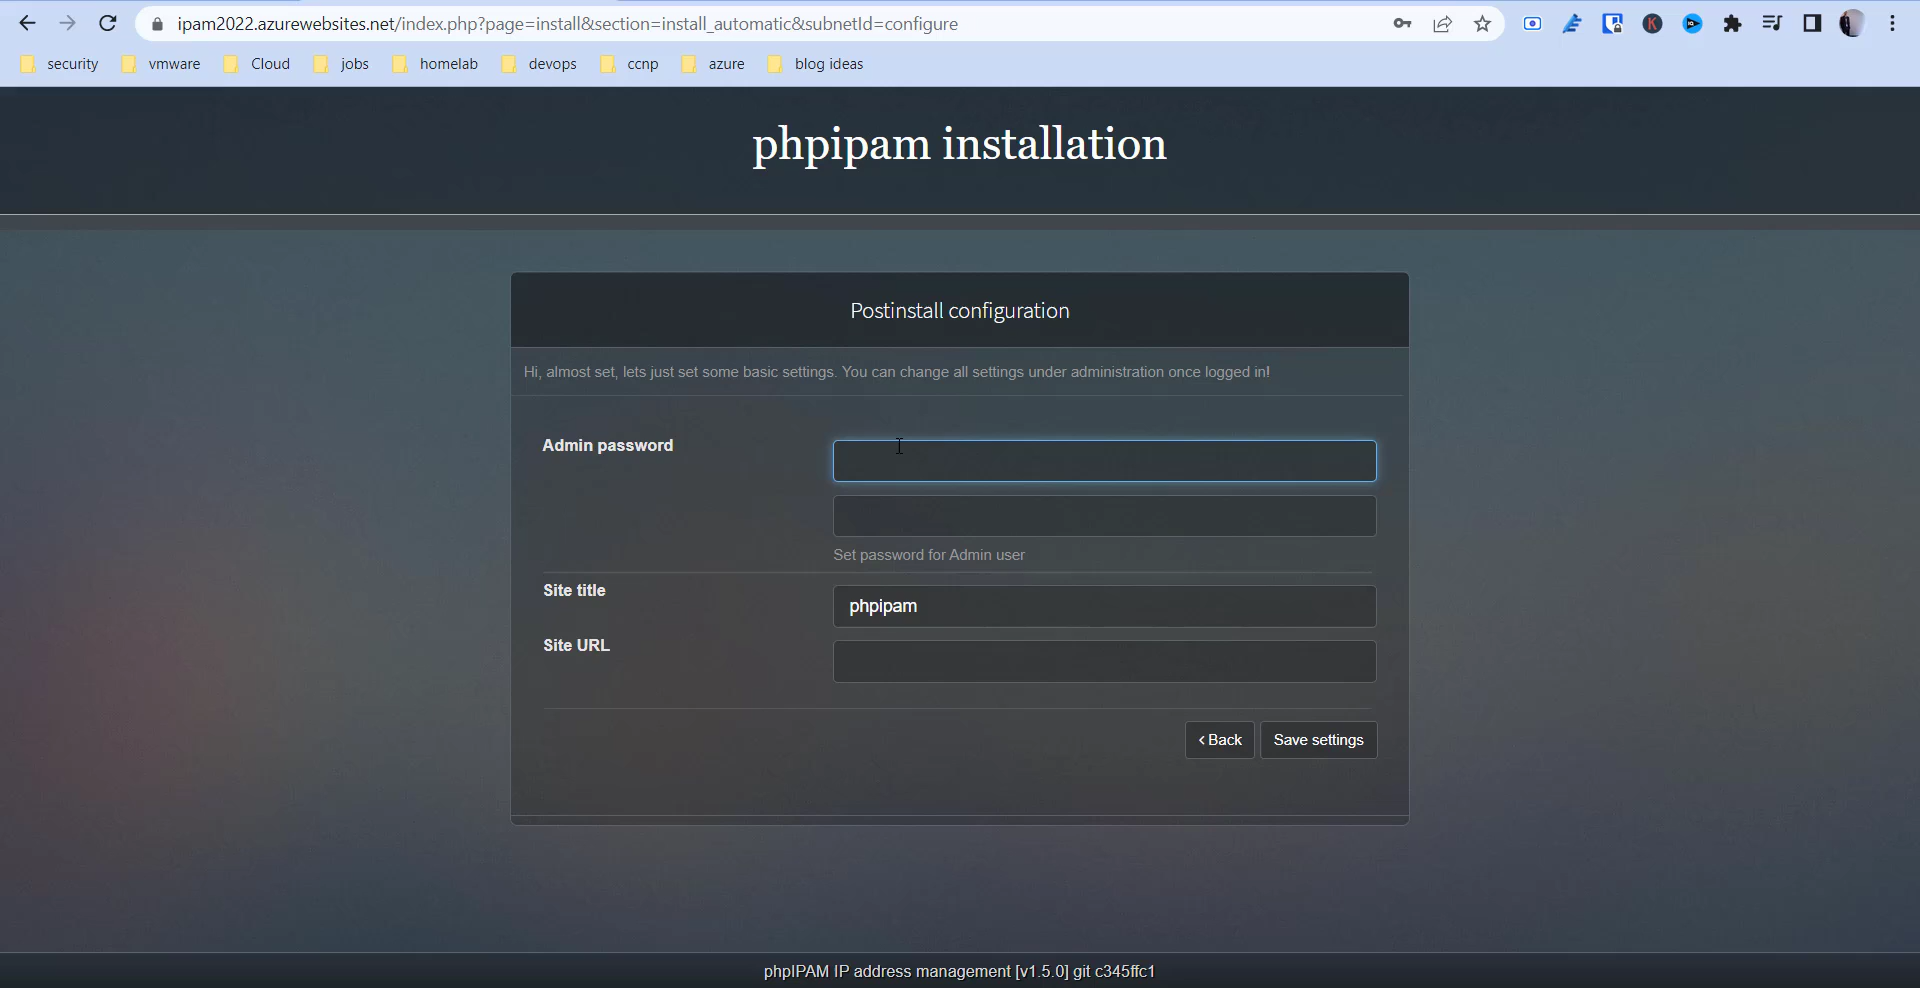 ipam2022.azurewebsites.net/index.php?page=install&section=install_automatic&subnetId=configure
security vmware Cloud jobs homelab devops ccnp azure blog ideas
phpipam installation
Postinstall configuration
Hi, almost set, lets just set some basic settings. You can change all settings under administration once logged in!
Admin password
Set password for Admin user
Site title phpipam
Site URL
Back Save settings
phpIPAM IP address management [v1.5.0] git c345ffc1